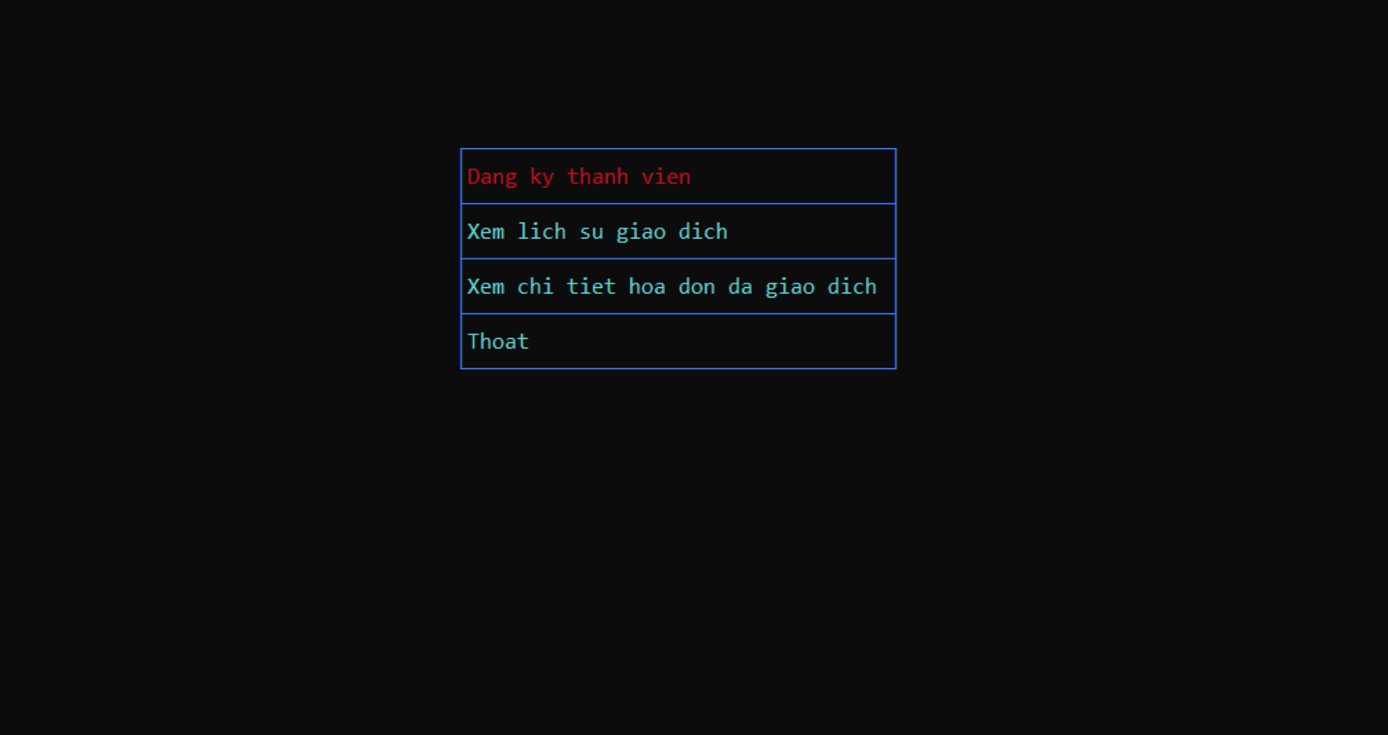 Dang ky thanh vien
Xem lich su giao dich
Xem chi tiet hoa don da giao dich
Thoat